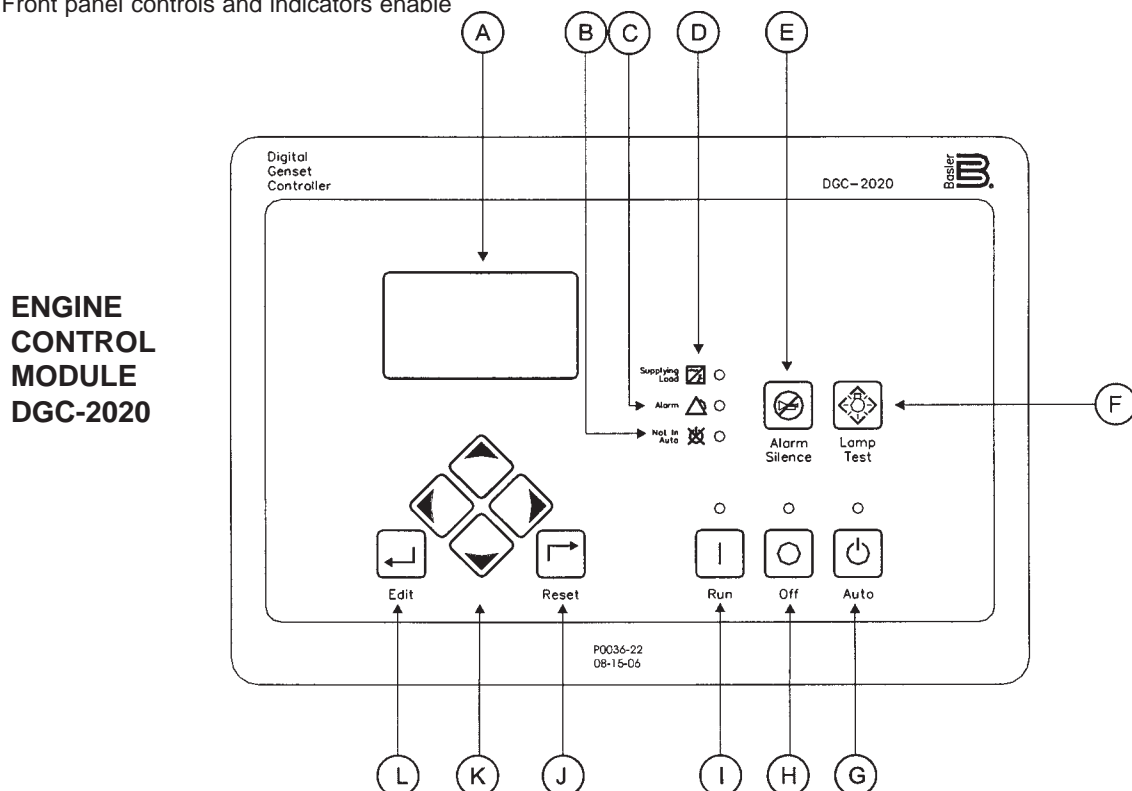 Front panel controls and indicators enable
A
B
C
D
E
Digital
Genset
Controller
DGC-2020
Basler
B
ENGINE
CONTROL
MODULE
DGC-2020
Supplying
Load
Alarm
Not In
Auto
Alarm
Silence
Lamp
Test
F
Edit
Reset
Run
Off
Auto
P0036-22
08-15-06
L
K
J
I
H
G